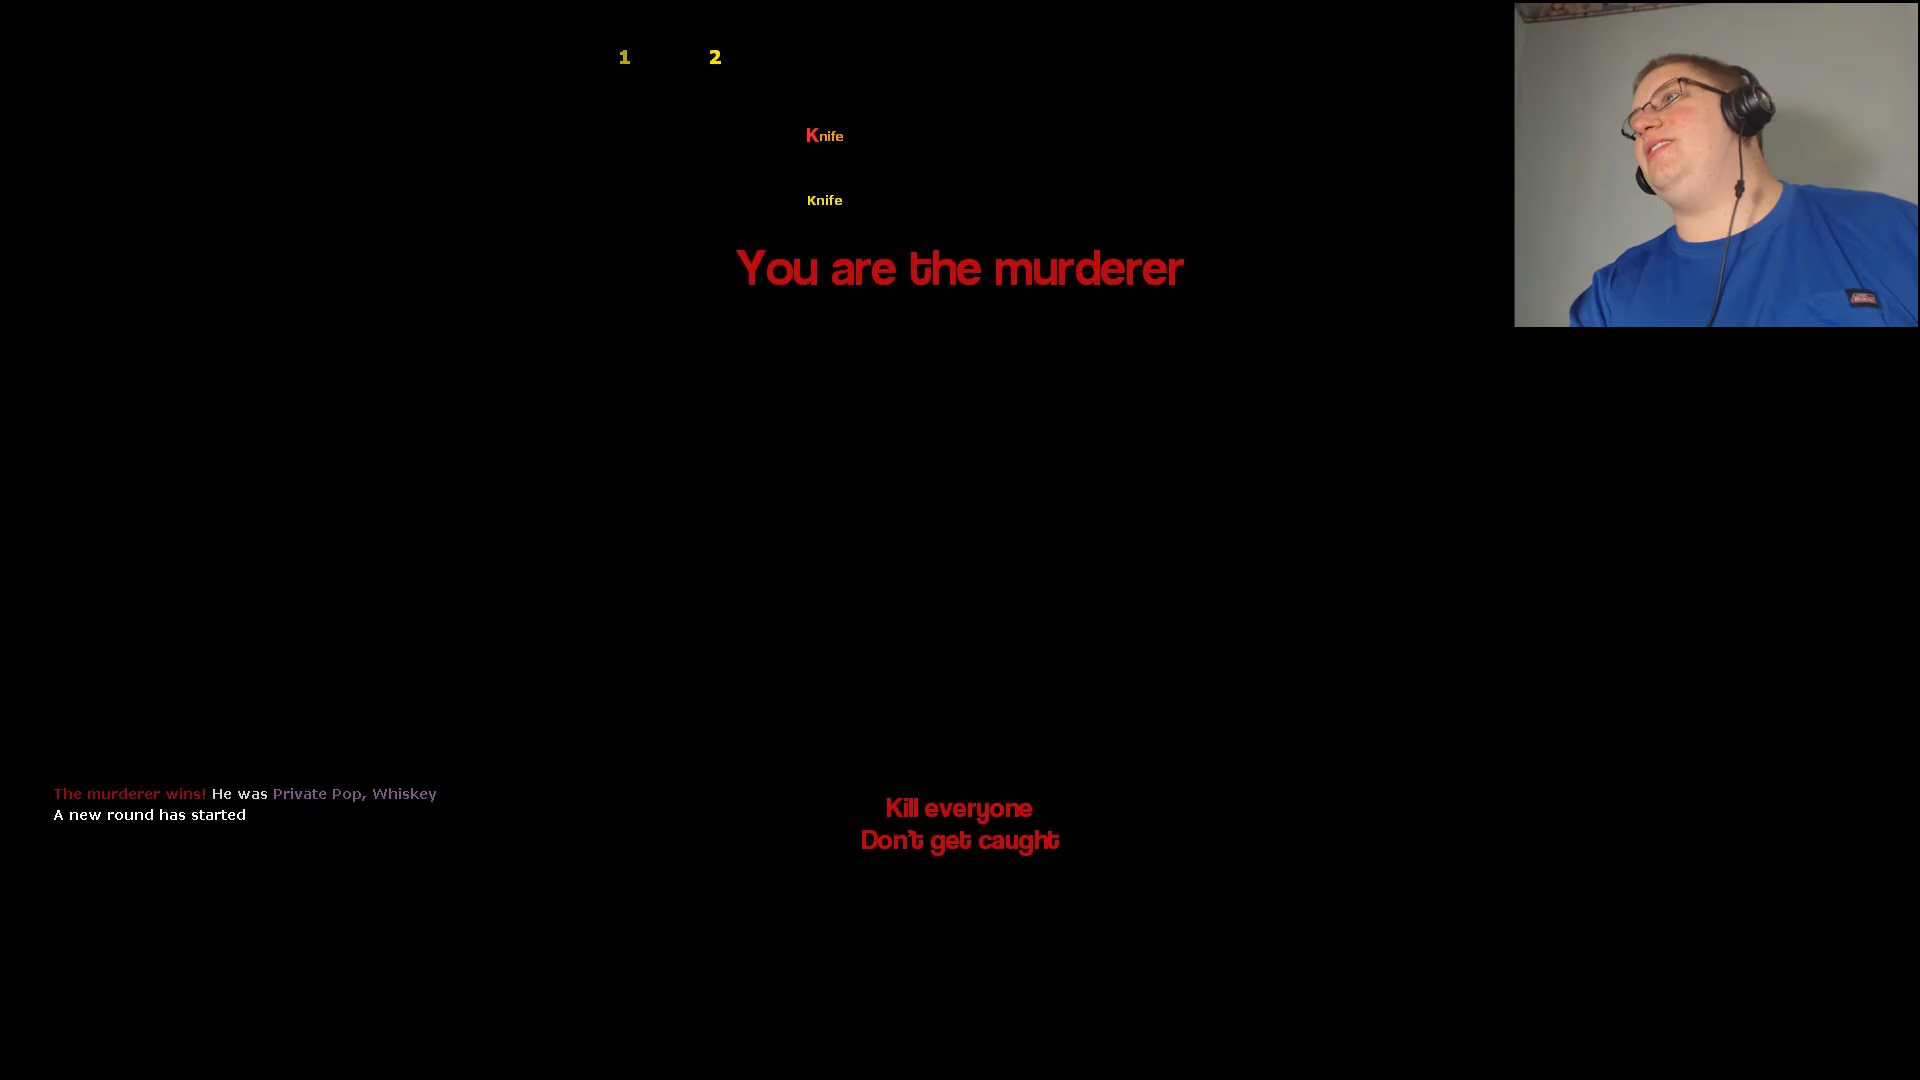 1 2
Knife
Knife
You are the murderer
The murderer wins! He was Private Pop, Whiskey
A new round has started
Kill everyone
Don't get caught